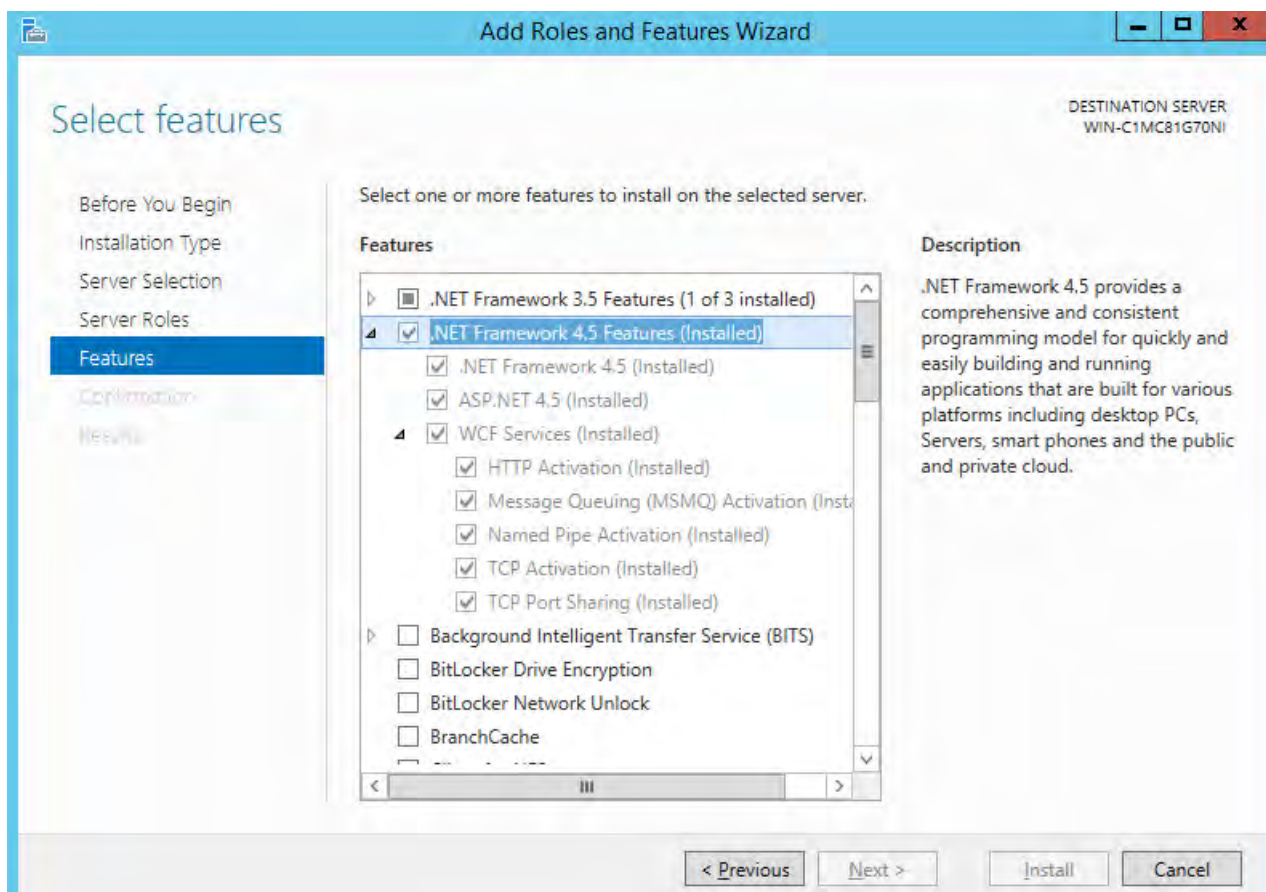 Add Roles and Features Wizard
Select features
DESTINATION SERVER
WIN-C1MC81G70NI
Before You Begin
Installation Type
Server Selection
Server Roles
Features
Confirmation
Results
Select one or more features to install on the selected server.
Features
.NET Framework 3.5 Features (1 of 3 installed)
.NET Framework 4.5 Features (Installed)
.NET Framework 4.5 (Installed)
ASP.NET 4.5 (Installed)
WCF Services (Installed)
HTTP Activation (Installed)
Message Queuing (MSMQ) Activation (Insta
Named Pipe Activation (Installed)
TCP Activation (Installed)
TCP Port Sharing (Installed)
Background Intelligent Transfer Service (BITS)
BitLocker Drive Encryption
BitLocker Network Unlock
BranchCache
Description
.NET Framework 4.5 provides a
comprehensive and consistent
programming model for quickly and
easily building and running
applications that are built for various
platforms including desktop PCs,
Servers, smart phones and the public
and private cloud.
< Previous
Next >
Install
Cancel